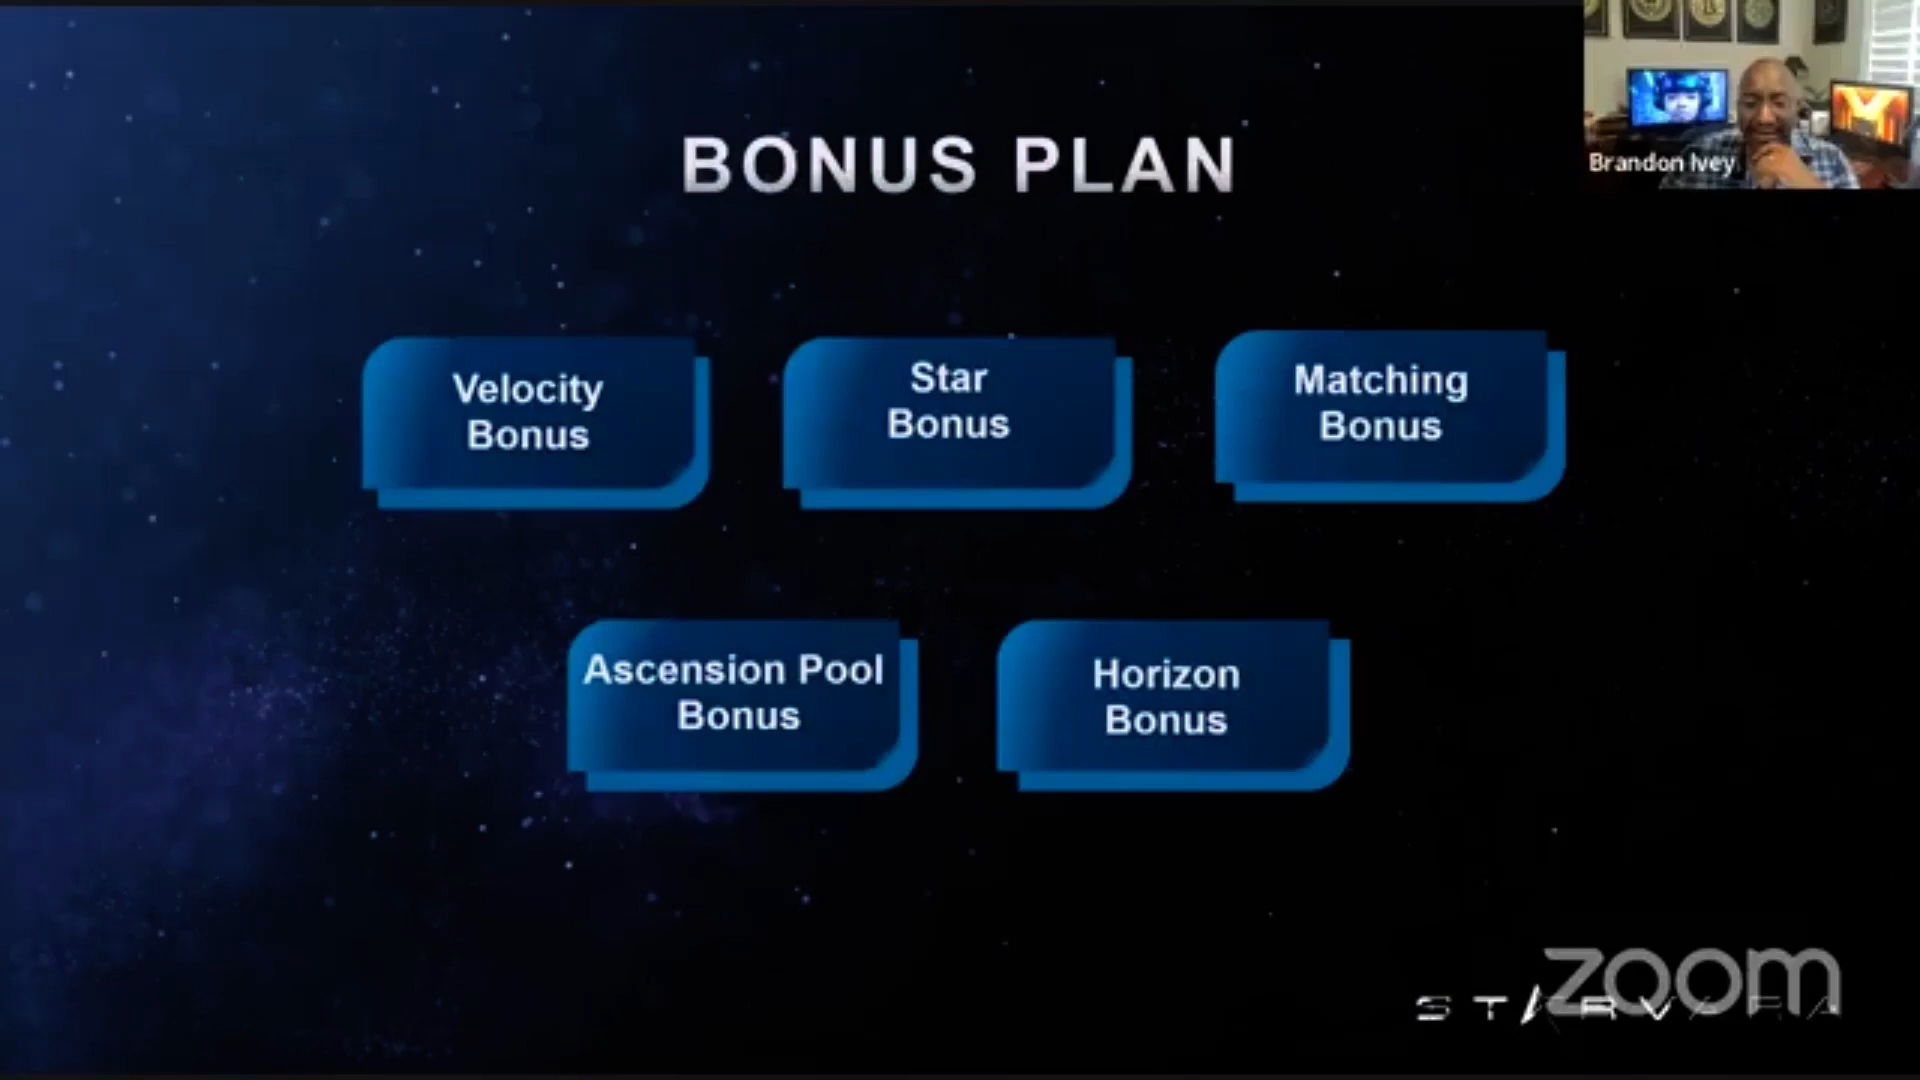 BONUS PLAN
Brandon Ivey
Velocity
Bonus
Star
Bonus
Matching
Bonus
Ascension Pool
Bonus
Horizon
Bonus
zoom